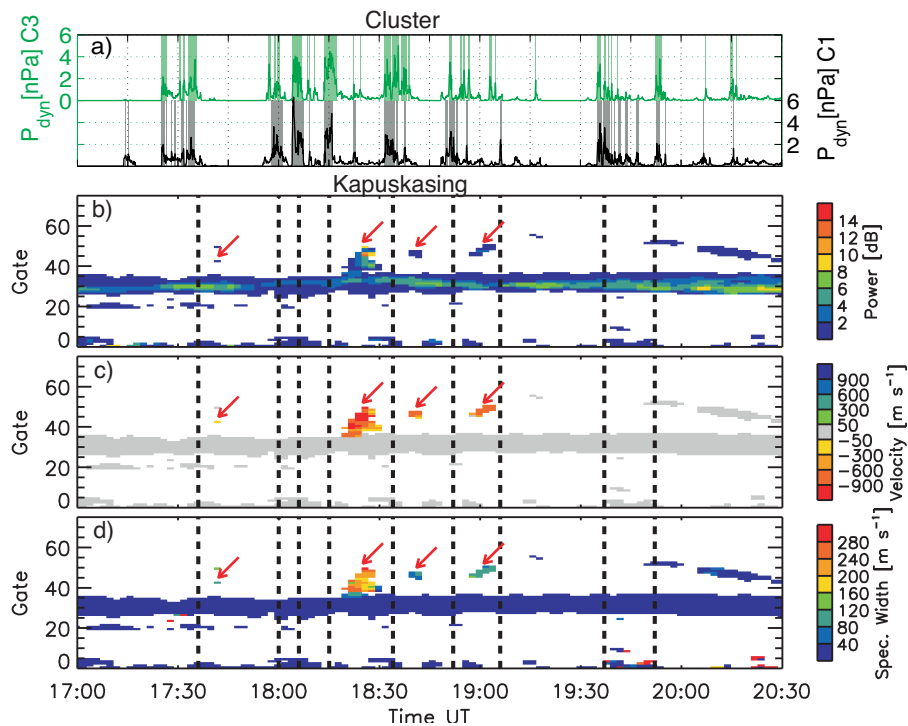 Cluster
a)
P_dyn [nPa] C3
6
4
2
0
P_dyn [nPa] C1
6
4
2
Kapuskasing
b)
Gate
60
40
20
0
14
12
10
8
6
4
2
Power [dB]
c)
Gate
60
40
20
0
900
600
300
50
−50
−300
−600
−900
Velocity [m s⁻¹]
d)
Gate
60
40
20
0
280
240
200
160
120
80
40
Spec. Width [m s⁻¹]
17:00 17:30 18:00 18:30 19:00 19:30 20:00 20:30
Time UT